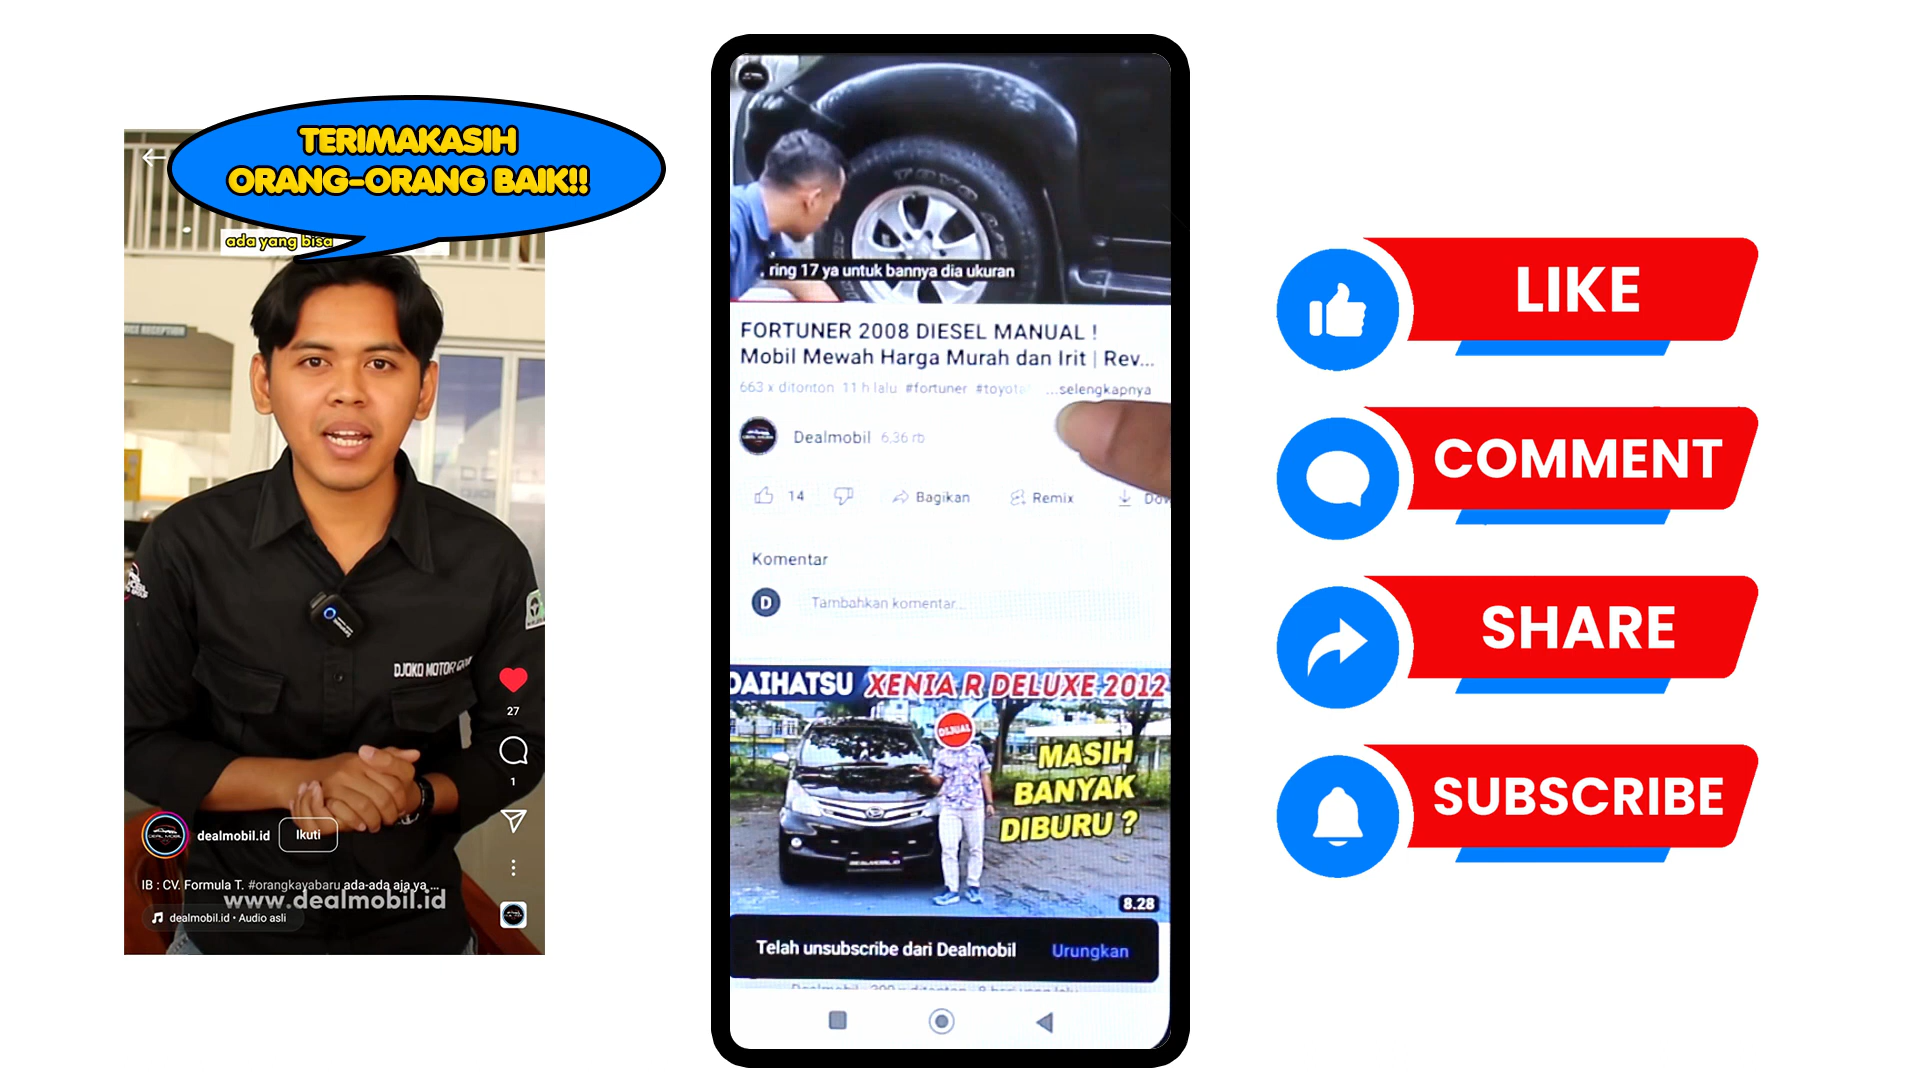 TERIMAKASIH
ORANG-ORANG BAIK!!
ada yang bisa
DJOKO MOTOR
27
1
dealmobil.id
Ikuti
IB : CV. Formula T. #orangkayabaru ada-ada aja ya ...
www.dealmobil.id
dealmobil.id • Audio asli
TOYO
, ring 17 ya untuk bannya dia ukuran
FORTUNER 2008 DIESEL MANUAL !
Mobil Mewah Harga Murah dan Irit | Rev...
663 x ditonton 11 h lalu #fortuner #toyota ...selengkapnya
Dealmobil 6,36 rb
14
Bagikan
Remix
Komentar
D
Tambahkan komentar...
DAIHATSU XENIA R DELUXE 2012
DIJUAL
MASIH
BANYAK
DIBURU ?
DEALMOBIL.ID
8.28
Telah unsubscribe dari Dealmobil Urungkan
LIKE
COMMENT
SHARE
SUBSCRIBE